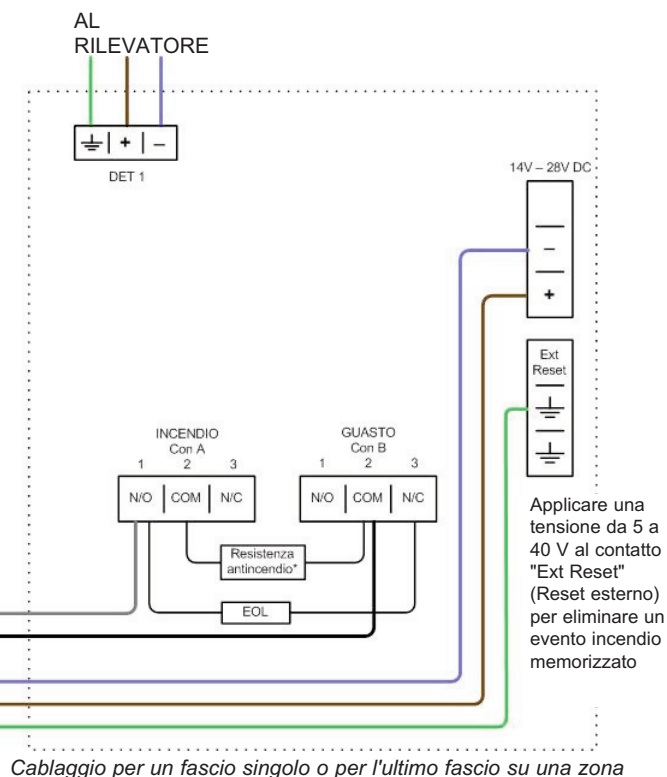 AL
RILEVATORE
+ –
DET 1
14V – 28V DC
–
+
Ext
Reset
INCENDIO
Con A
1 2 3
N/O COM N/C
GUASTO
Con B
1 2 3
N/O COM N/C
Resistenza
antincendio*
EOL
Applicare una
tensione da 5 a
40 V al contatto
"Ext Reset"
(Reset esterno)
per eliminare un
evento incendio
memorizzato
Cablaggio per un fascio singolo o per l'ultimo fascio su una zona